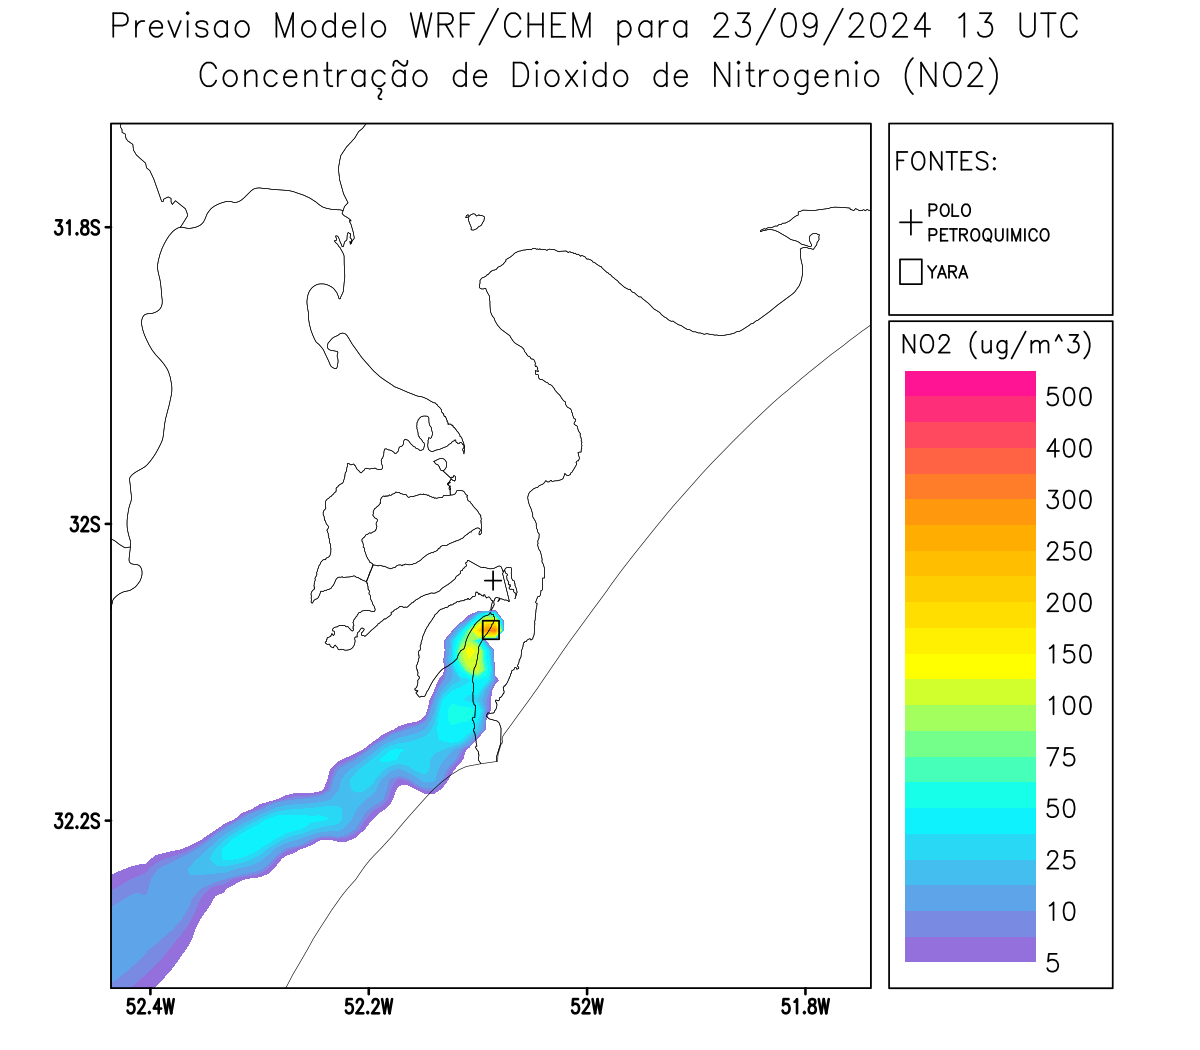 Previsao Modelo WRF/CHEM para 23/09/2024 13 UTC
Concentração de Dioxido de Nitrogenio (NO2)
FONTES:
POLO
PETROQUIMICO
YARA
31.8S
32S
32.2S
52.4W
52.2W
52W
51.8W
NO2 (ug/m^3)
500
400
300
250
200
150
100
75
50
25
10
5